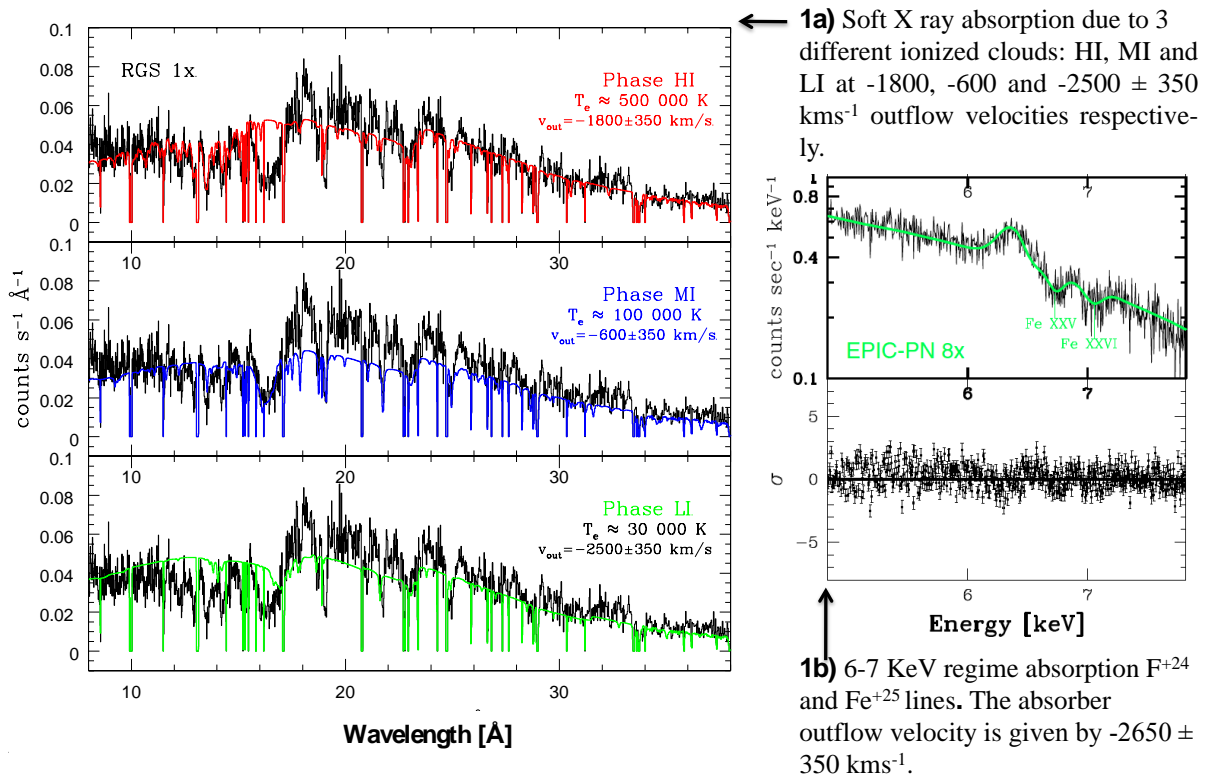 0.1
0.08
0.06
0.04
0.02
0
RGS 1x
Phase HI
Te ≈ 500 000 K
vout=−1800±350 km/s
10 20 30
0.1
0.08
0.06
0.04
0.02
0
Phase MI
Te ≈ 100 000 K
vout=−600±350 km/s
10 20 30
0.1
0.08
0.06
0.04
0.02
0
Phase LI
Te ≈ 30 000 K
vout=−2500±350 km/s
10 20 30
counts s⁻¹ Å⁻¹
Wavelength [Å]
1a) Soft X ray absorption due to 3
different ionized clouds: HI, MI and
LI at -1800, -600 and -2500 ± 350
kms⁻¹ outflow velocities respective-
ly.
6 7
1
0.8
0.4
0.1
counts sec⁻¹ keV⁻¹
Fe XXV
Fe XXVI
EPIC-PN 8x
6 7
5
0
−5
σ
6 7
Energy [keV]
1b) 6-7 KeV regime absorption F⁺²⁴
and Fe⁺²⁵ lines. The absorber
outflow velocity is given by -2650 ±
350 kms⁻¹.